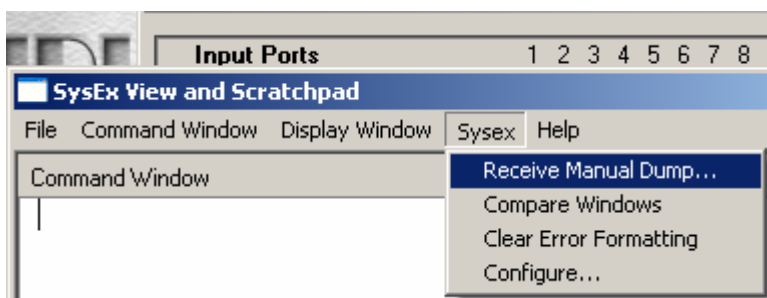 Input Ports 1 2 3 4 5 6 7 8
SysEx View and Scratchpad
File Command Window Display Window Sysex Help
Command Window
Receive Manual Dump...
Compare Windows
Clear Error Formatting
Configure...